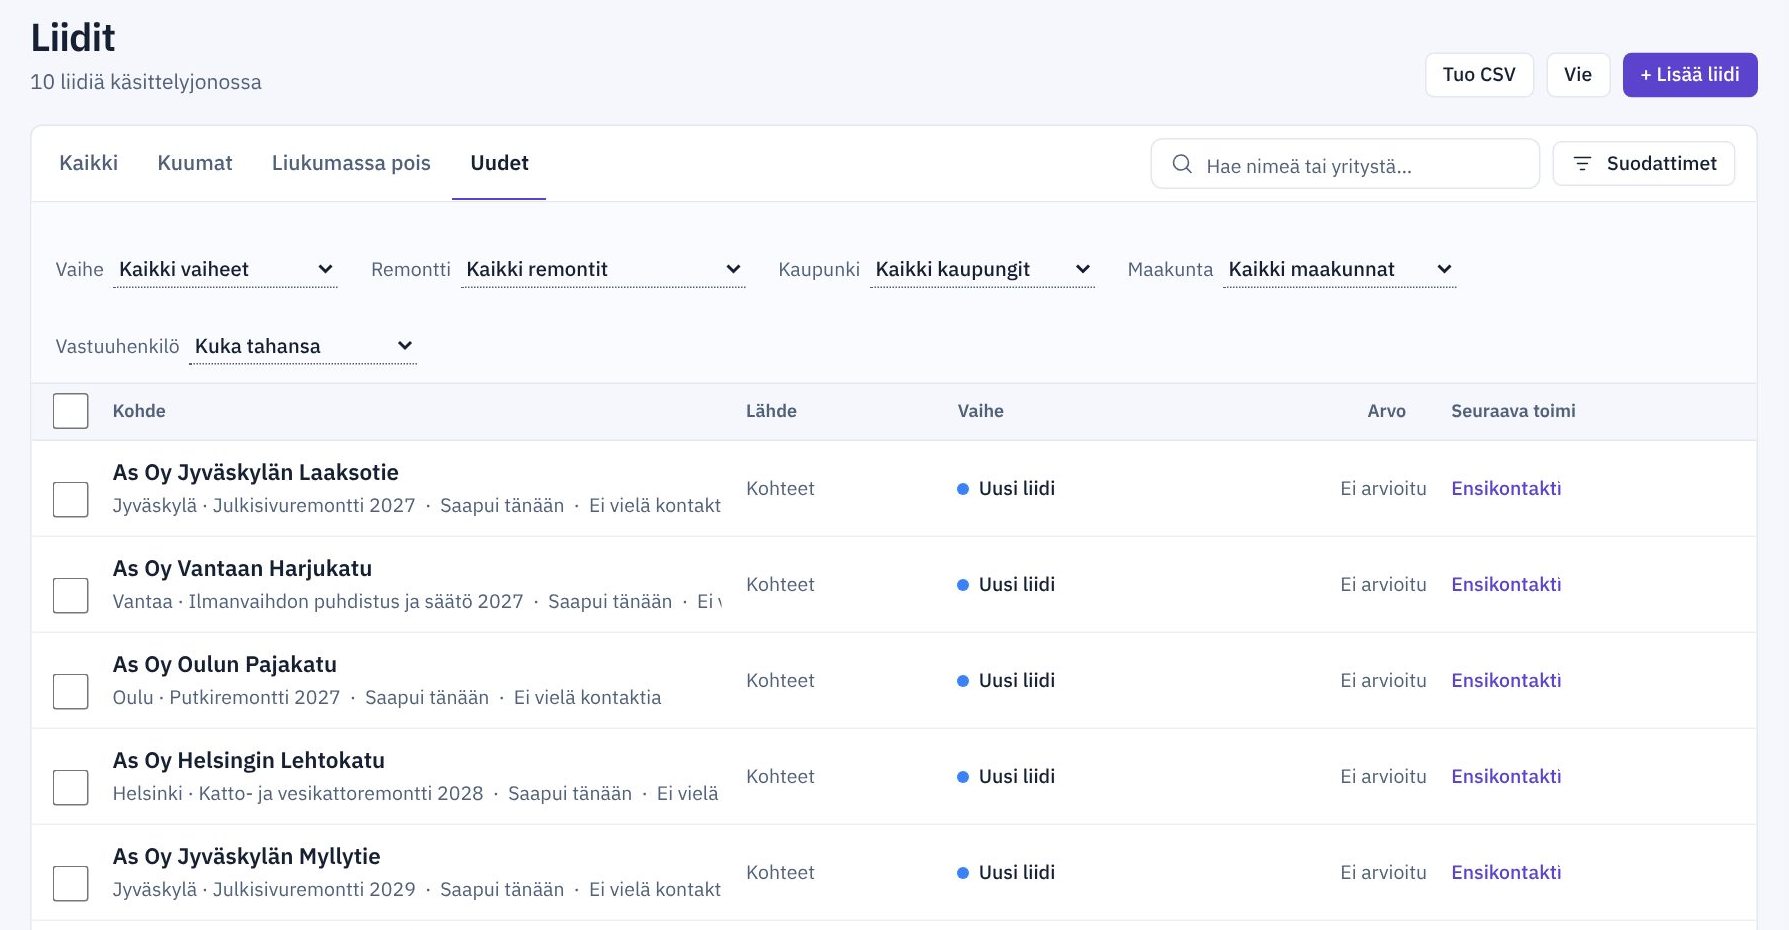 Liidit
10 liidiä käsittelyjonossa
Tuo CSV Vie + Lisää liidi
Kaikki Kuumat Liukumassa pois Uudet Hae nimeä tai yritystä... Suodattimet
Vaihe Kaikki vaiheet Remontti Kaikki remontit Kaupunki Kaikki kaupungit Maakunta Kaikki maakunnat
Vastuuhenkilö Kuka tahansa
Kohde Lähde Vaihe Arvo Seuraava toimi
As Oy Jyväskylän Laaksotie
Jyväskylä · Julkisivuremontti 2027 · Saapui tänään · Ei vielä kontakt
Kohteet Uusi liidi Ei arvioitu Ensikontakti
As Oy Vantaan Harjukatu
Vantaa · Ilmanvaihdon puhdistus ja säätö 2027 · Saapui tänään · Ei
Kohteet Uusi liidi Ei arvioitu Ensikontakti
As Oy Oulun Pajakatu
Oulu · Putkiremontti 2027 · Saapui tänään · Ei vielä kontaktia
Kohteet Uusi liidi Ei arvioitu Ensikontakti
As Oy Helsingin Lehtokatu
Helsinki · Katto- ja vesikattoremontti 2028 · Saapui tänään · Ei vielä
Kohteet Uusi liidi Ei arvioitu Ensikontakti
As Oy Jyväskylän Myllytie
Jyväskylä · Julkisivuremontti 2029 · Saapui tänään · Ei vielä kontakt
Kohteet Uusi liidi Ei arvioitu Ensikontakti